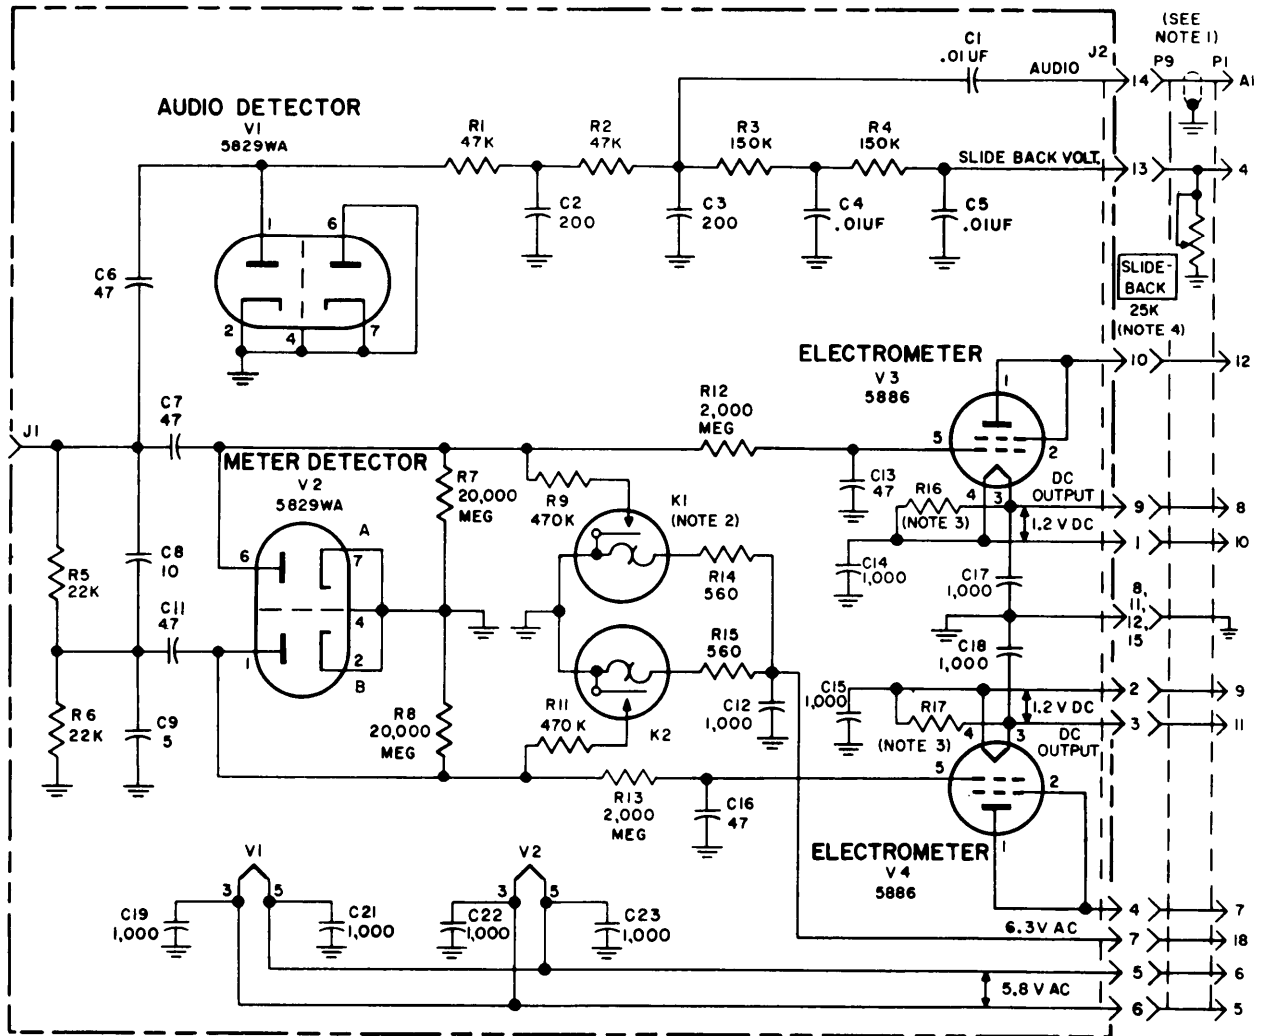 (SEE
NOTE 1)
C1
.01UF
AUDIO
J2
14
P9
P1
A1
AUDIO DETECTOR
V1
5829WA
R1
47K
R2
47K
R3
150K
R4
150K
SLIDE BACK VOLT.
13
4
1
6
C2
200
C3
200
C4
.01UF
C5
.01UF
C6
47
2
4
7
SLIDE-
BACK
25K
(NOTE 4)
ELECTROMETER
V3
5886
10
12
1
R12
2,000
MEG
C7
47
J1
5
2
METER DETECTOR
V2
5829WA
R7
20,000
MEG
R9
470K
K1
(NOTE 2)
C13
47
R16
(NOTE 3)
4
3
DC
OUTPUT
9
8
1.2 V DC
1
10
A
6
7
R5
22K
C8
10
C11
47
R14
560
C14
1,000
C17
1,000
8,
11,
12,
15
4
R15
560
C18
1,000
1
2
B
R6
22K
C9
5
R8
20,000
MEG
R11
470K
K2
C12
1,000
C15
1,000
R17
(NOTE 3)
2
9
1.2 V DC
3
11
4
3
DC
OUTPUT
5
2
R13
2,000
MEG
C16
47
1
ELECTROMETER
V4
5886
V1
3
5
V2
3
5
C19
1,000
C21
1,000
C22
1,000
C23
1,000
4
7
6.3V AC
7
18
5
6
5.8 V AC
6
5